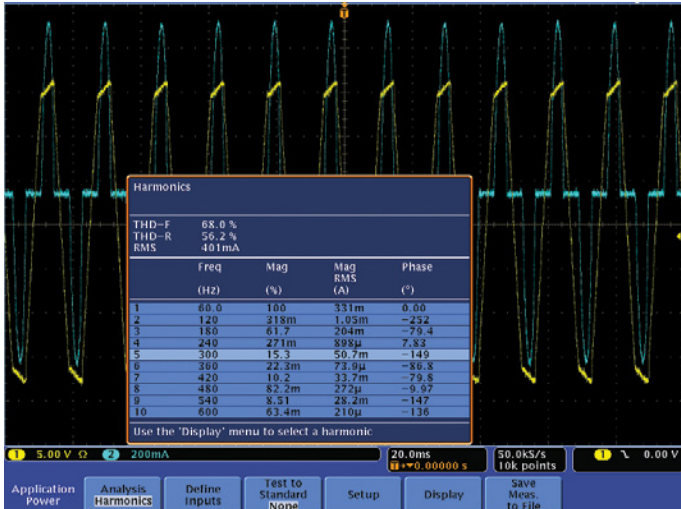 T
Harmonics
THD-F 68.0 %
THD-R 56.2 %
RMS 401mA
Freq Mag Mag RMS Phase
(Hz) (%) (A) (°)
1 60.0 100 331m 0.00
2 120 318m 1.05m -252
3 180 61.7 204m -79.4
4 240 271m 898µ 7.83
5 300 15.3 50.7m -149
6 360 22.3m 73.9µ -86.8
7 420 10.2 33.7m -79.8
8 480 82.2m 272µ -9.97
9 540 8.51 28.2m -147
10 600 63.4m 210µ -136
Use the 'Display' menu to select a harmonic
1 5.00 V Ω 2 200mA 20.0ms 50.0kS/s 1 0.00 V
T→▼0.00000 s 10k points
Application Power
Analysis Harmonics
Define Inputs
Test to Standard None
Setup
Display
Save Meas. to File